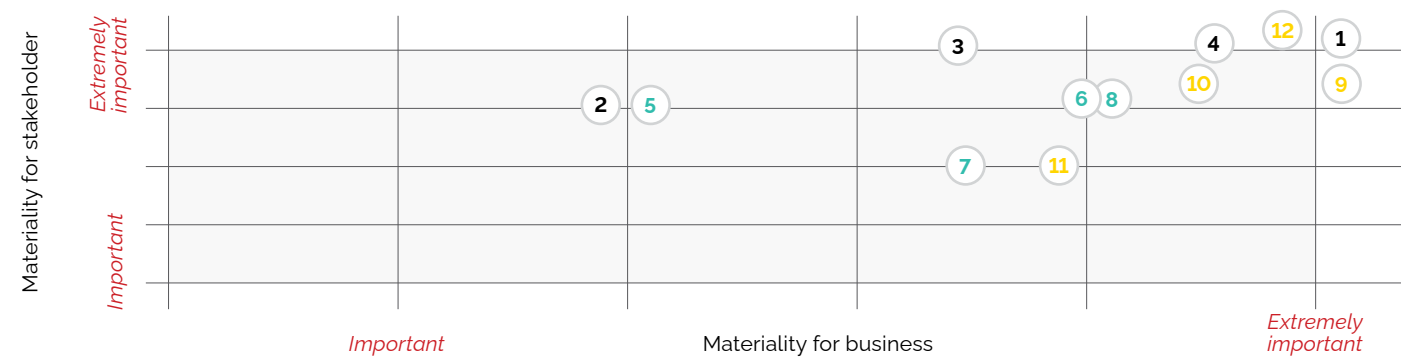 Materiality for stakeholder
Extremely
important
Important
12
1
4
3
10
9
6
8
2
5
7
11
Important
Materiality for business
Extremely
important